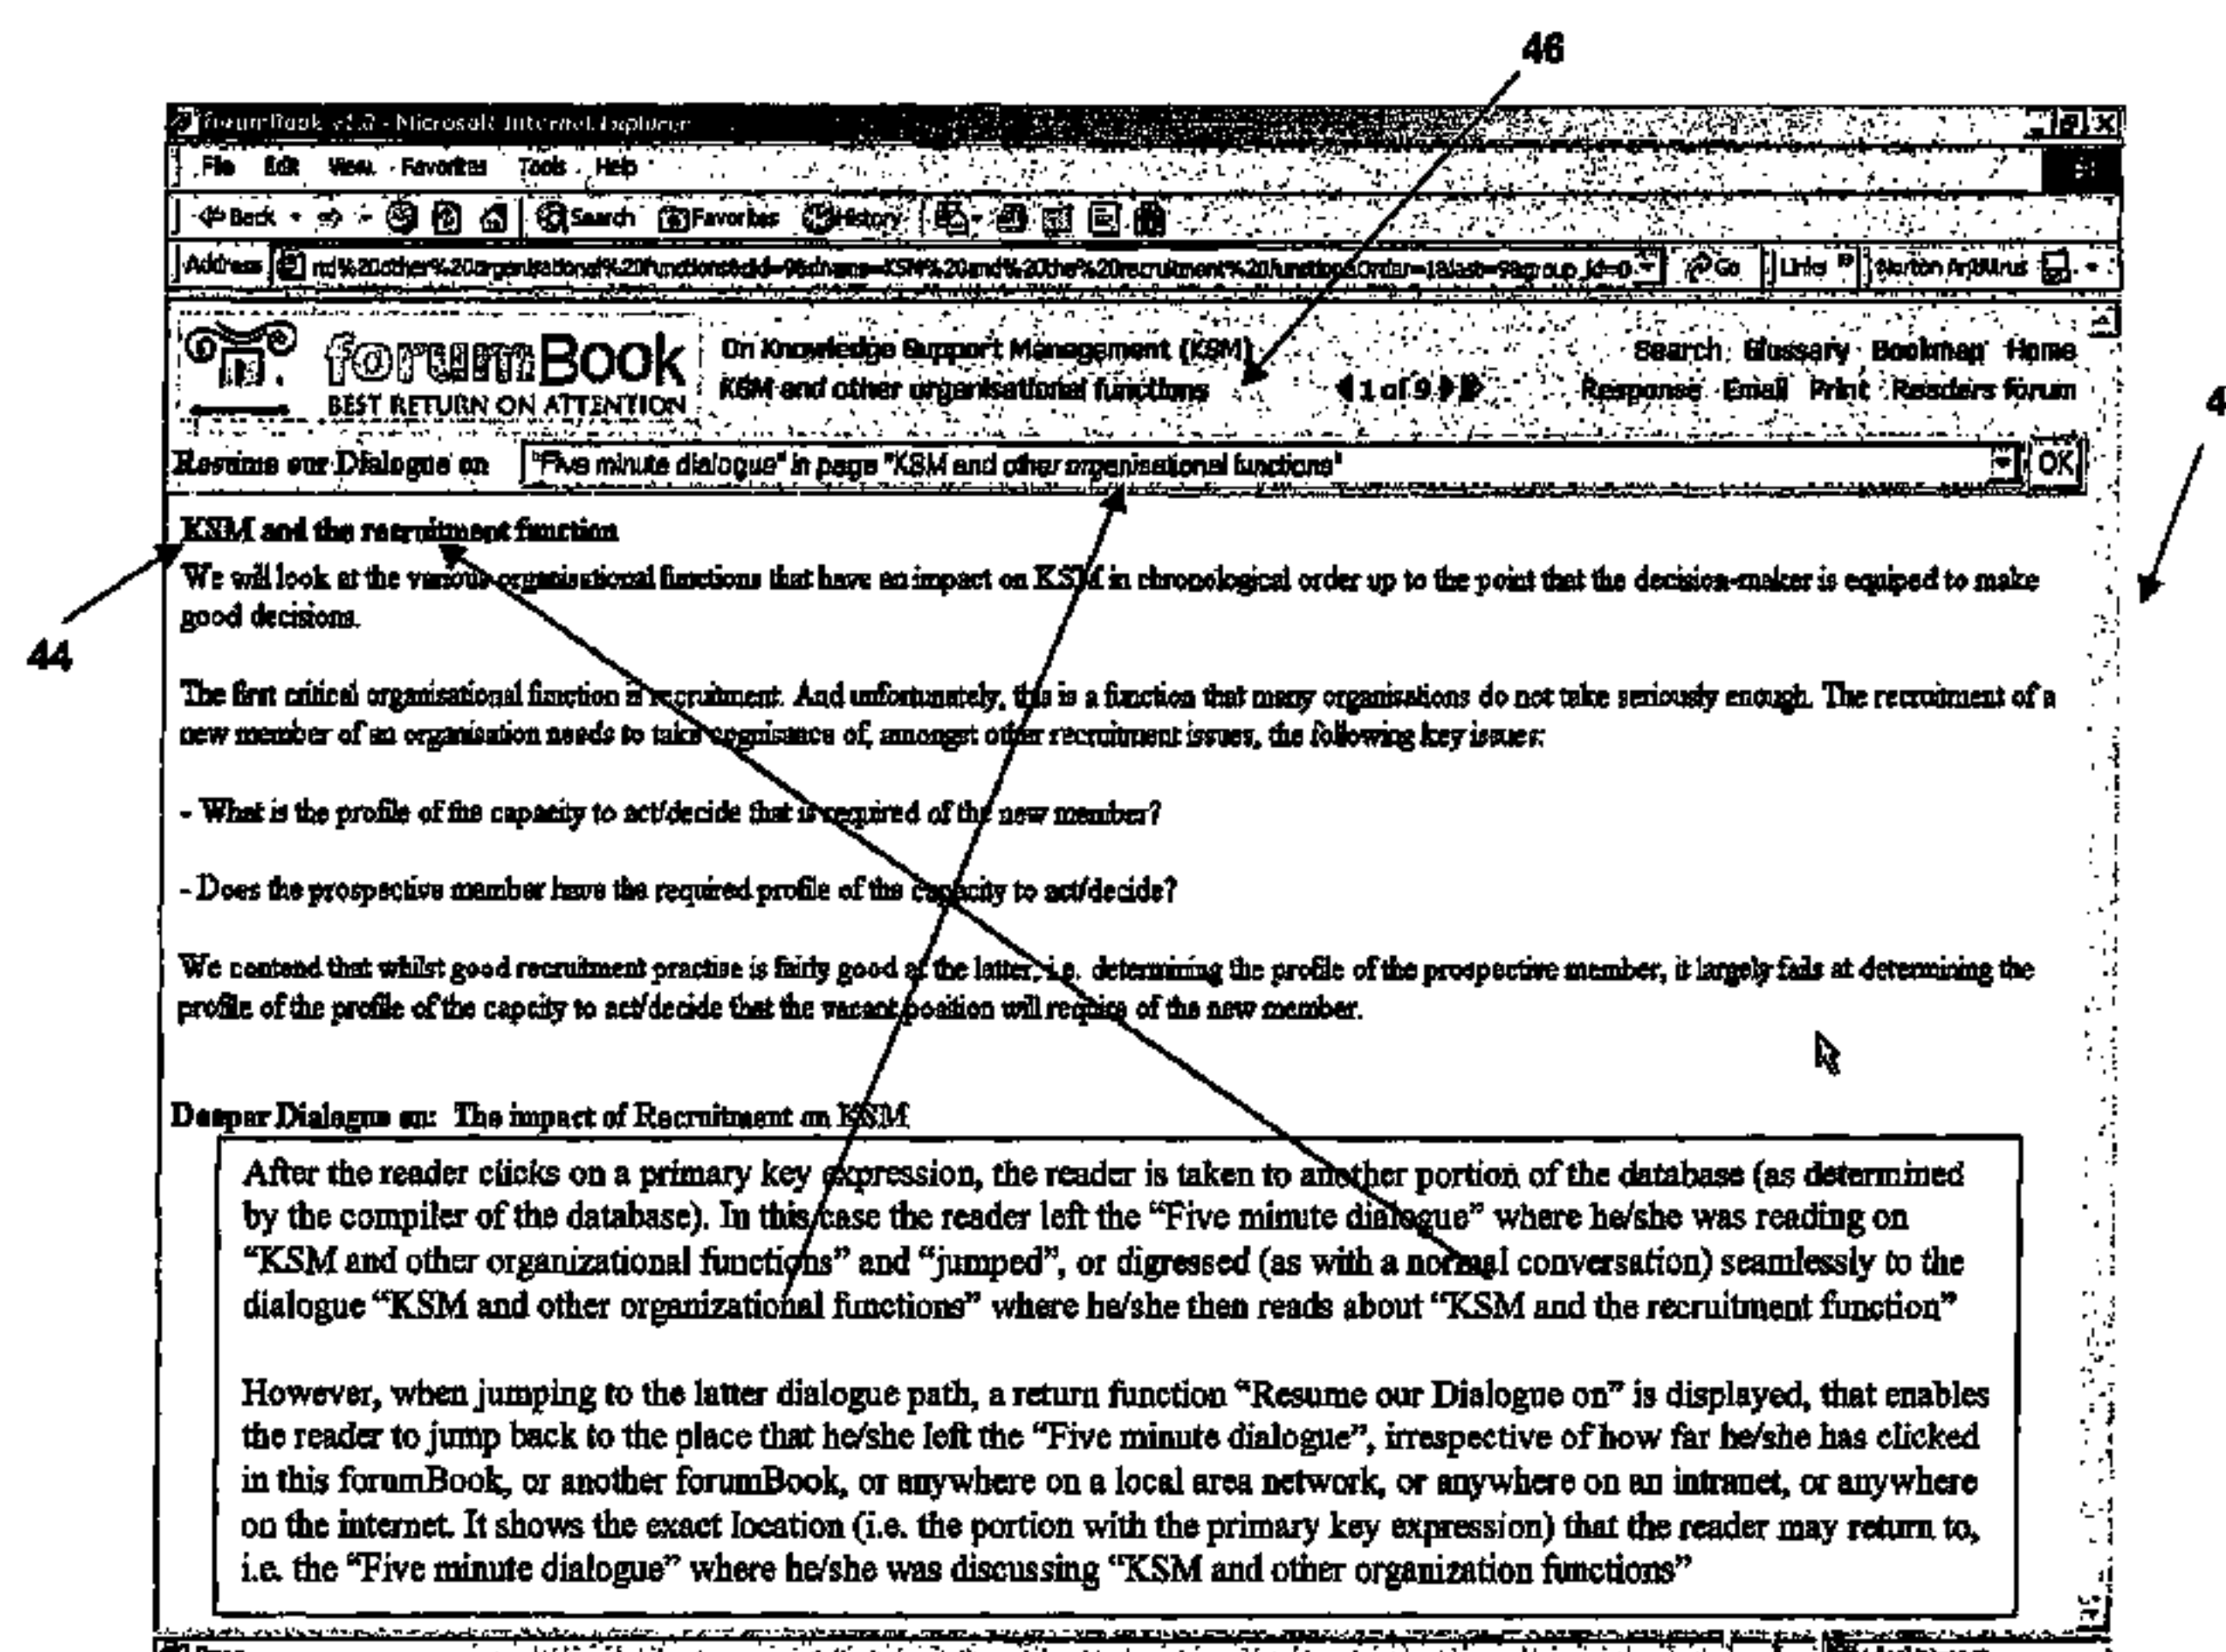 46
forumBook v1.0 - Microsoft Internet Explorer
File Edit View Favorites Tools Help
Back Search Favorites History
Address nd%20other%20organisational%20functions&cid=9&dname=KSM%20and%20the%20recruitment%20function&Order=1&last=9&group_id=0 Go Links Norton AntiVirus
forumBook
BEST RETURN ON ATTENTION
On Knowledge Support Management (KSM)
KSM and other organisational functions
1 of 9
Search Glossary Bookmap Home
Response Email Print Readers forum
4
Resume our Dialogue on "Five minute dialogue" in page "KSM and other organisational functions" OK
KSM and the recruitment function
We will look at the various organisational functions that have an impact on KSM in chronological order up to the point that the decision-maker is equiped to make
good decisions.
44
The first critical organisational function is recruitment. And unfortunately, this is a function that many organisations do not take seriously enough. The recruitment of a
new member of an organisation needs to take cognisance of, amongst other recruitment issues, the following key issues:
- What is the profile of the capacity to act/decide that is required of the new member?
- Does the prospective member have the required profile of the capacity to act/decide?
We contend that whilst good recruitment practise is fairly good at the latter, i.e. determining the profile of the prospective member, it largely fails at determining the
profile of the profile of the capcity to act/decide that the vacant position will require of the new member.
Deeper Dialogue on: The impact of Recruitment on KSM
After the reader clicks on a primary key expression, the reader is taken to another portion of the database (as determined
by the compiler of the database). In this case the reader left the “Five minute dialogue” where he/she was reading on
“KSM and other organizational functions” and “jumped”, or digressed (as with a normal conversation) seamlessly to the
dialogue “KSM and other organizational functions” where he/she then reads about “KSM and the recruitment function”
However, when jumping to the latter dialogue path, a return function “Resume our Dialogue on” is displayed, that enables
the reader to jump back to the place that he/she left the “Five minute dialogue”, irrespective of how far he/she has clicked
in this forumBook, or another forumBook, or anywhere on a local area network, or anywhere on an intranet, or anywhere
on the internet. It shows the exact location (i.e. the portion with the primary key expression) that the reader may return to,
i.e. the “Five minute dialogue” where he/she was discussing “KSM and other organization functions”